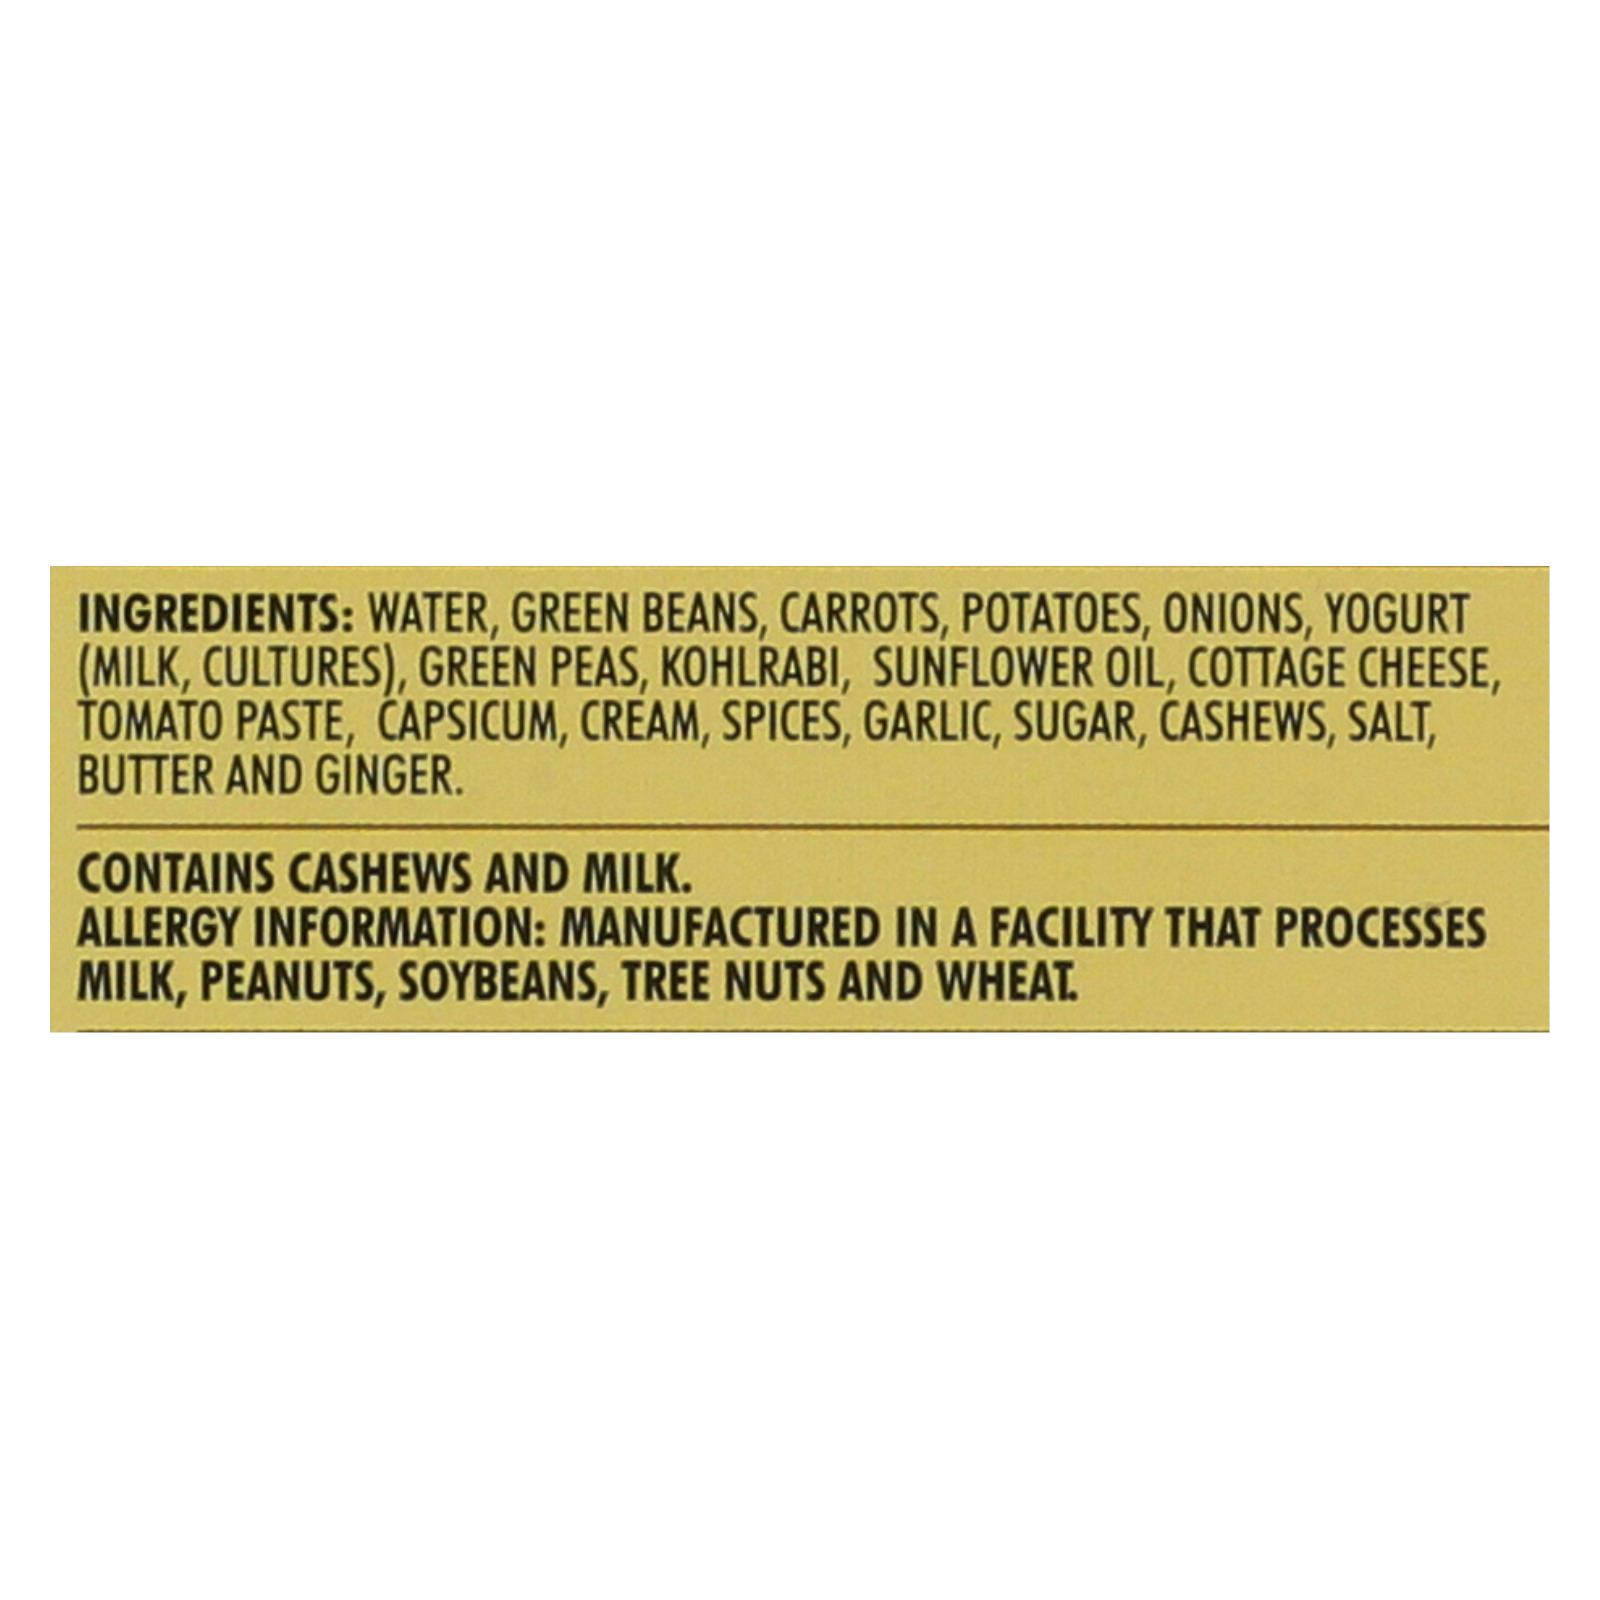 INGREDIENTS: WATER, GREEN BEANS, CARROTS, POTATOES, ONIONS, YOGURT
(MILK, CULTURES), GREEN PEAS, KOHLRABI, SUNFLOWER OIL, COTTAGE CHEESE,
TOMATO PASTE, CAPSICUM, CREAM, SPICES, GARLIC, SUGAR, CASHEWS, SALT,
BUTTER AND GINGER.
CONTAINS CASHEWS AND MILK.
ALLERGY INFORMATION: MANUFACTURED IN A FACILITY THAT PROCESSES
MILK, PEANUTS, SOYBEANS, TREE NUTS AND WHEAT.